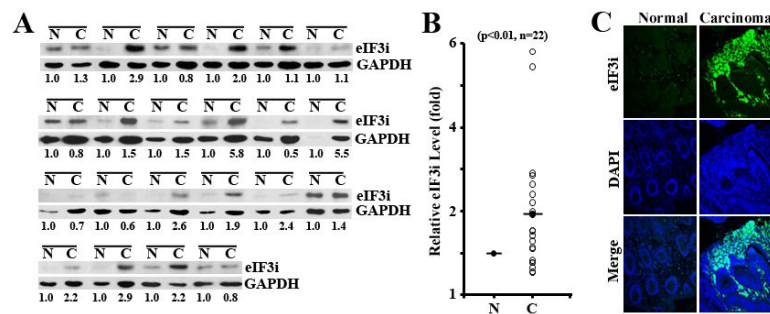 A
N C N C N C N C N C N C
eIF3i
GAPDH
1.0 1.3 1.0 2.9 1.0 0.8 1.0 2.0 1.0 1.1 1.0 1.1
N C N C N C N C N C N C
eIF3i
GAPDH
1.0 0.8 1.0 1.5 1.0 1.5 1.0 5.8 1.0 0.5 1.0 5.5
N C N C N C N C N C N C
eIF3i
GAPDH
1.0 0.7 1.0 0.6 1.0 2.6 1.0 1.9 1.0 2.4 1.0 1.4
N C N C N C N C
eIF3i
GAPDH
1.0 2.2 1.0 2.9 1.0 2.2 1.0 0.8
B
(p<0.01, n=22)
Relative eIF3i Level (fold)
6
4
2
1
N C
C
Normal Carcinoma
eIF3i
DAPI
Merge